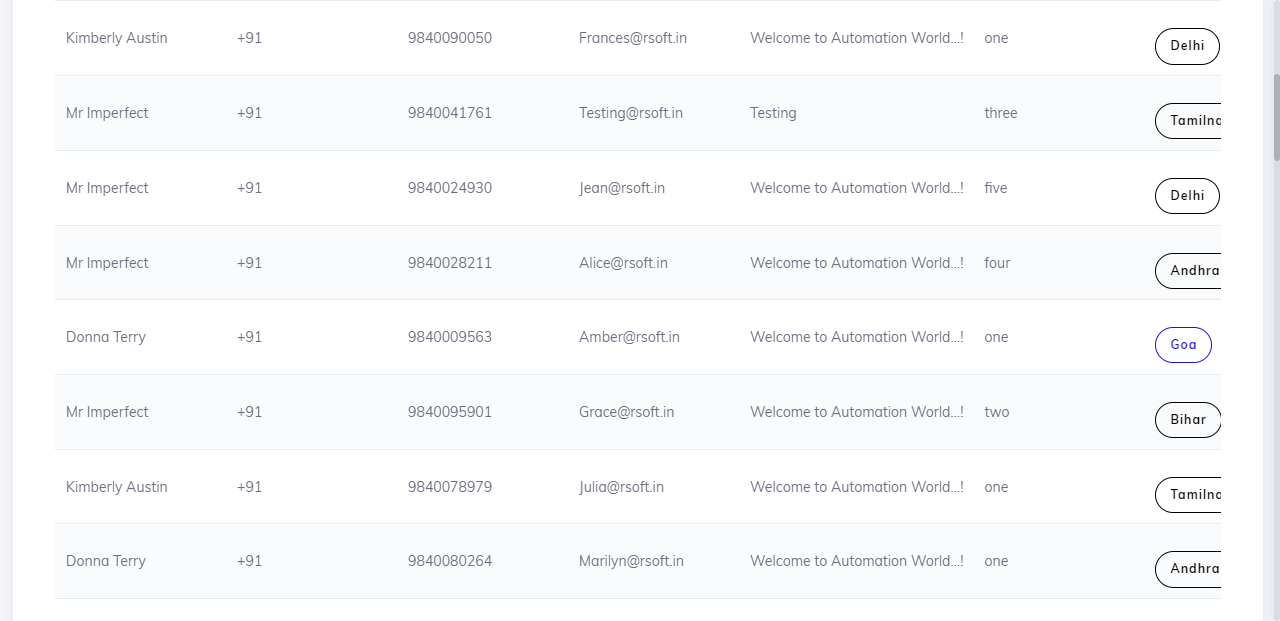 Kimberly Austin +91 9840090050 Frances@rsoft.in Welcome to Automation World...! one Delhi
Mr Imperfect +91 9840041761 Testing@rsoft.in Testing three Tamilna
Mr Imperfect +91 9840024930 Jean@rsoft.in Welcome to Automation World...! five Delhi
Mr Imperfect +91 9840028211 Alice@rsoft.in Welcome to Automation World...! four Andhra
Donna Terry +91 9840009563 Amber@rsoft.in Welcome to Automation World...! one Goa
Mr Imperfect +91 9840095901 Grace@rsoft.in Welcome to Automation World...! two Bihar
Kimberly Austin +91 9840078979 Julia@rsoft.in Welcome to Automation World...! one Tamilna
Donna Terry +91 9840080264 Marilyn@rsoft.in Welcome to Automation World...! one Andhra